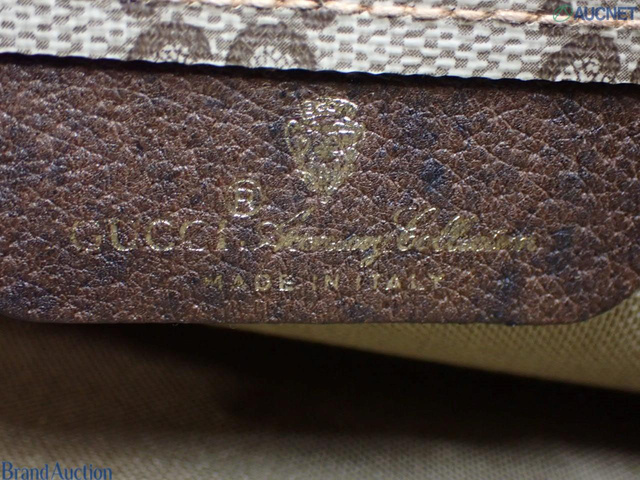 AUCNET
GUCCI
R
Accessory Collection
MADE IN ITALY
Brand Auction